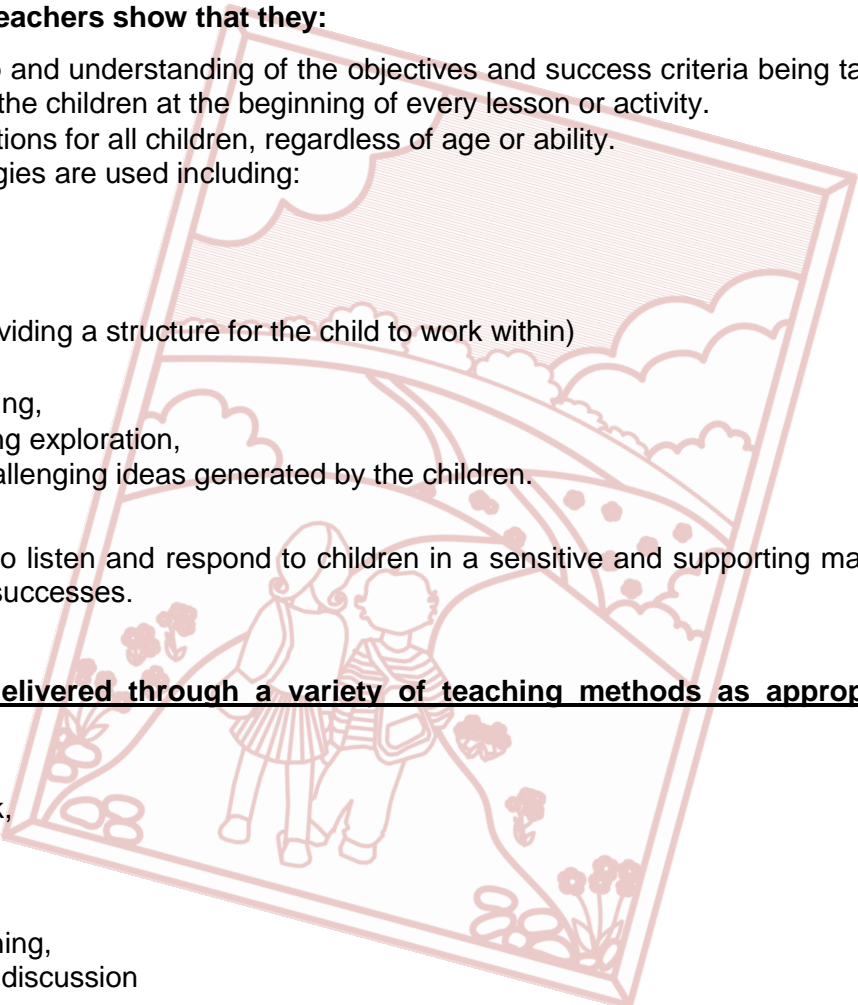 eachers show that they:
and understanding of the objectives and success criteria being ta
the children at the beginning of every lesson or activity.
tions for all children, regardless of age or ability.
gies are used including:
viding a structure for the child to work within)
ng,
ng exploration,
allenging ideas generated by the children.
o listen and respond to children in a sensitive and supporting ma
successes.
elivered through a variety of teaching methods as approp
k,
ning,
discussion